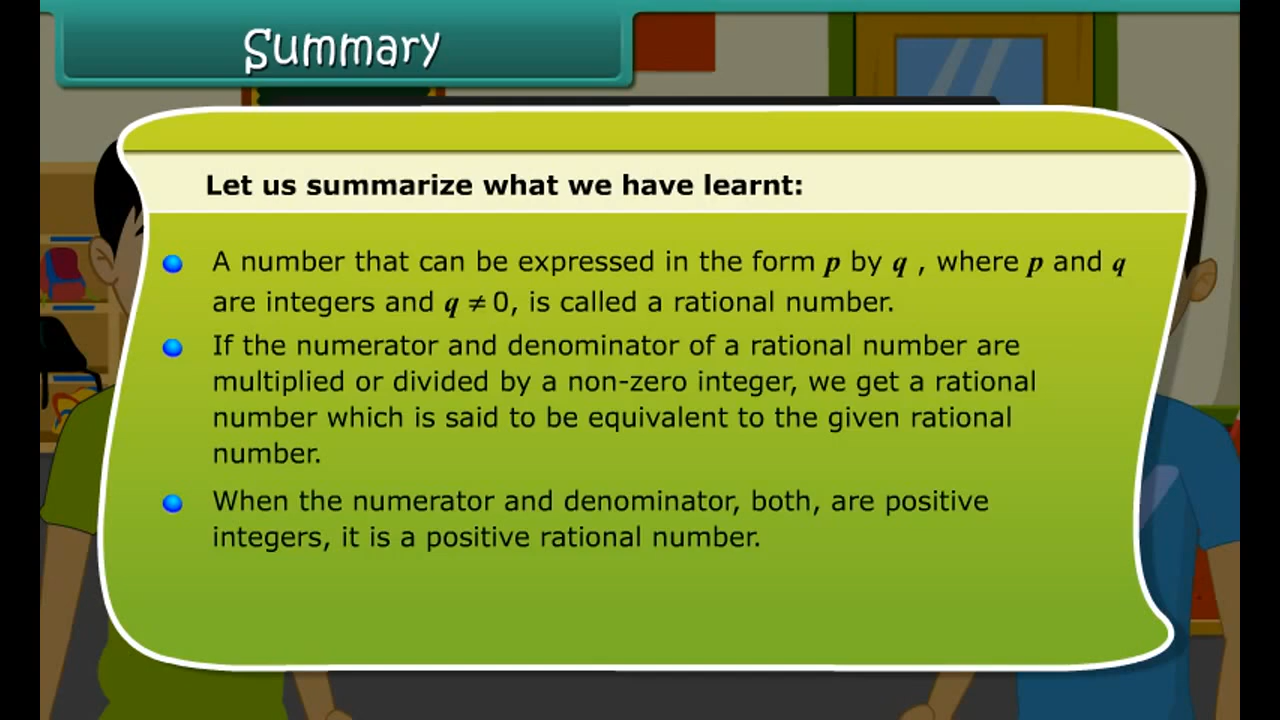 Summary
Let us summarize what we have learnt:
A number that can be expressed in the form p by q , where p and q
are integers and q ≠ 0, is called a rational number.
If the numerator and denominator of a rational number are
multiplied or divided by a non-zero integer, we get a rational
number which is said to be equivalent to the given rational
number.
When the numerator and denominator, both, are positive
integers, it is a positive rational number.